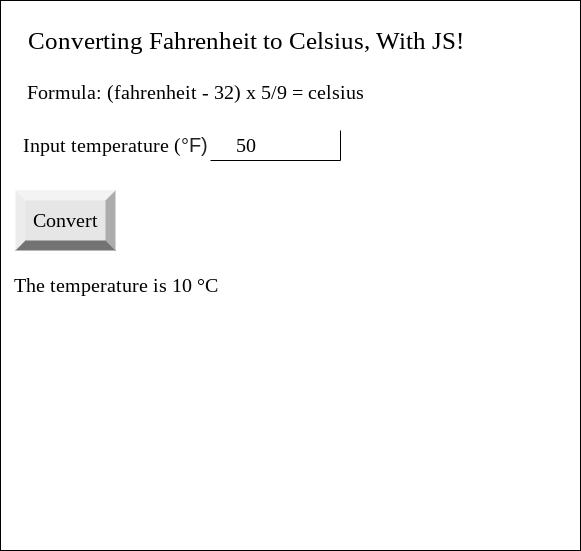 Converting Fahrenheit to Celsius, With JS!
Formula: (fahrenheit - 32) x 5/9 = celsius
Input temperature (°F) 50
Convert
The temperature is 10 °C